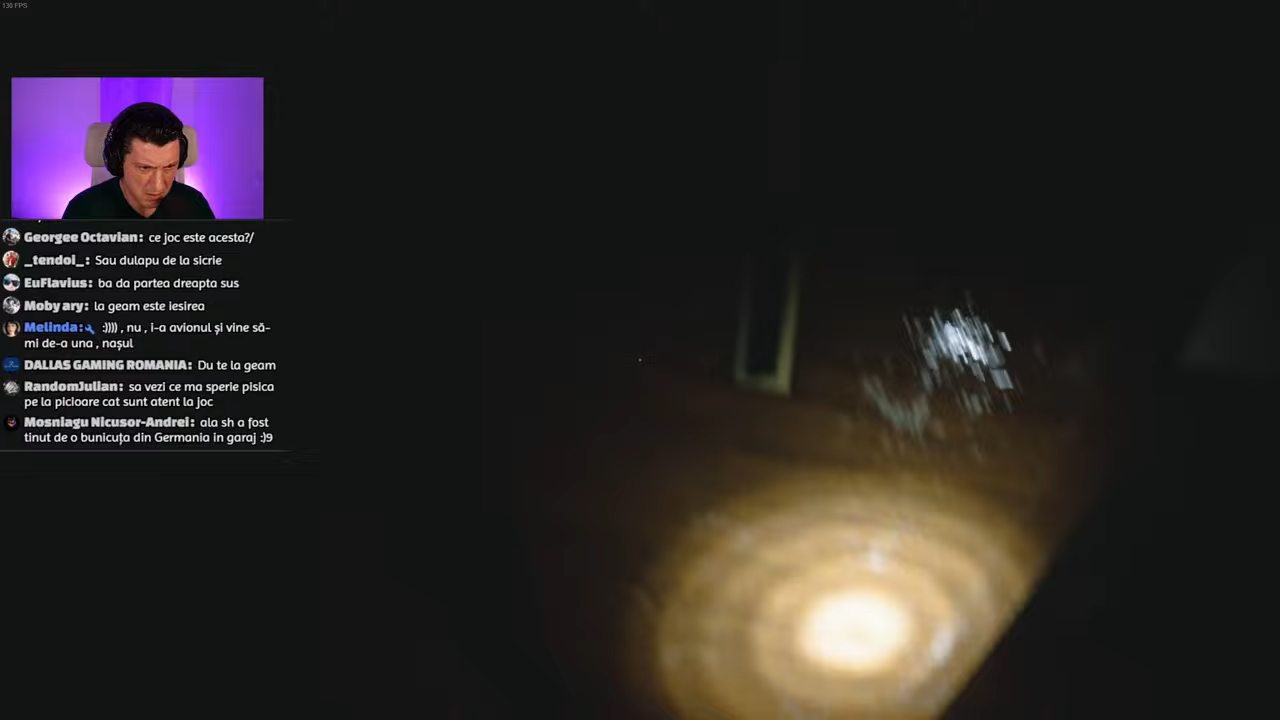 130 FPS
Georgee Octavian: ce joc este acesta?/
_tendoi_: Sau dulapu de la sicrie
EuFlavius: ba da partea dreapta sus
Moby ary: la geam este iesirea
Melinda: :)))) , nu , i-a avionul și vine să-
mi de-a una , nașul
DALLAS GAMING ROMANIA: Du te la geam
RandomJulian: sa vezi ce ma sperie pisica
pe la picioare cat sunt atent la joc
Mosniagu Nicusor-Andrei: ala sh a fost
tinut de o bunicuța din Germania in garaj :)9